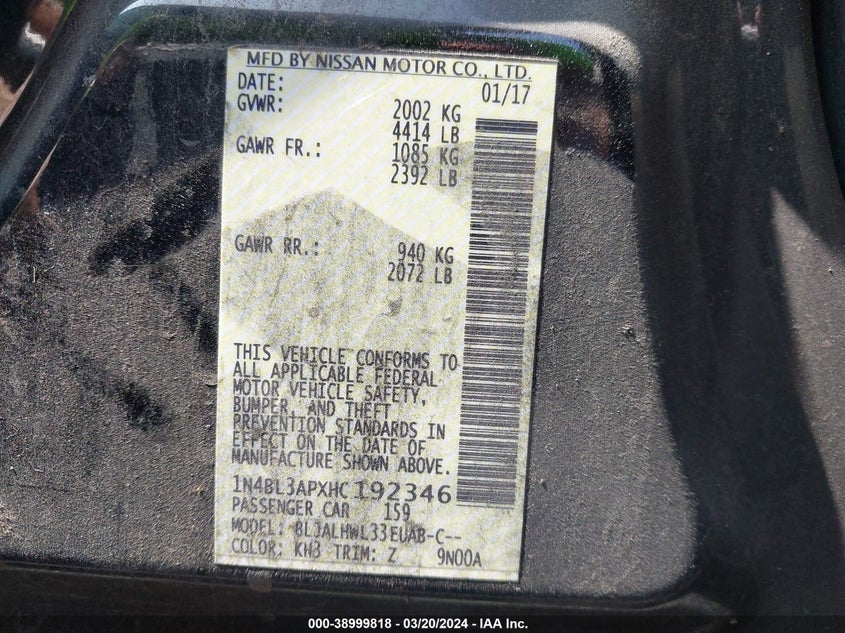 MFD BY NISSAN MOTOR CO., LTD.
DATE: 01/17
GVWR: 2002 KG
4414 LB
GAWR FR.: 1085 KG
2392 LB
GAWR RR.: 940 KG
2072 LB
THIS VEHICLE CONFORMS TO
ALL APPLICABLE FEDERAL
MOTOR VEHICLE SAFETY,
BUMPER, AND THEFT
PREVENTION STANDARDS IN
EFFECT ON THE DATE OF
MANUFACTURE SHOWN ABOVE.
1N4BL3APXHC192346
PASSENGER CAR 159
MODEL: BLJALHWL33EUAB-C--
COLOR: KH3 TRIM: Z 9N00A
000-38999818 - 03/20/2024 - IAA Inc.